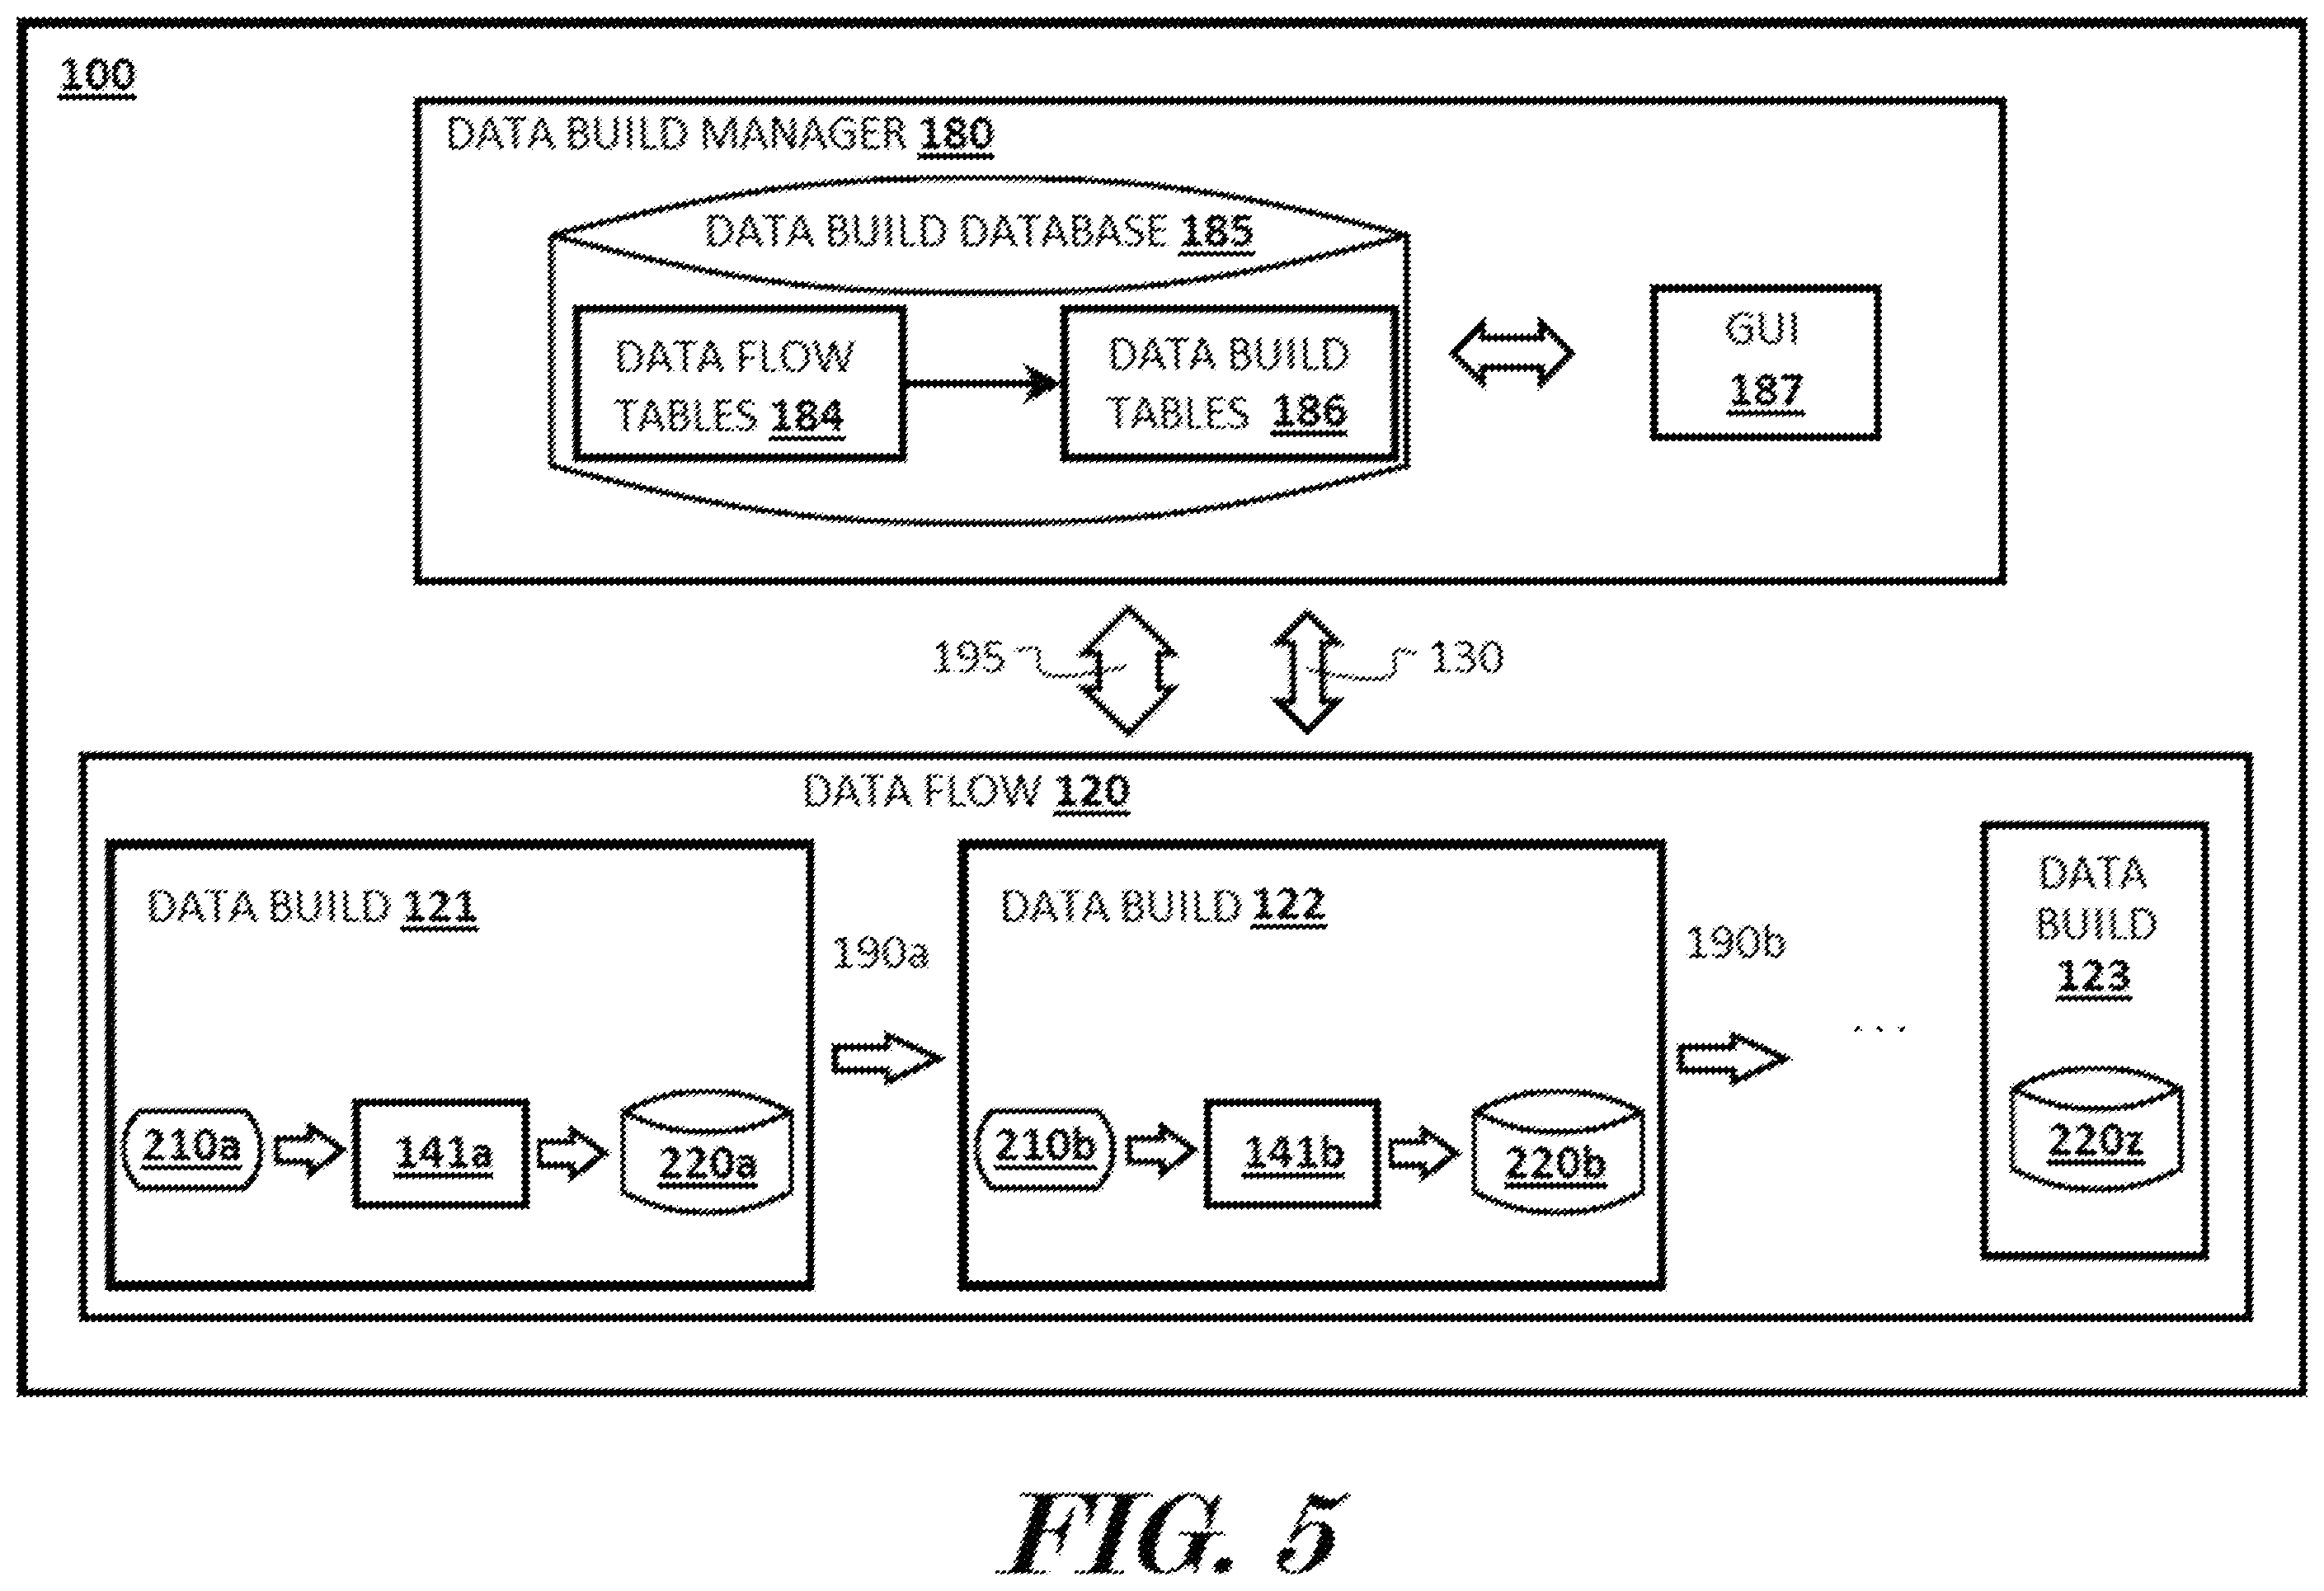 100
DATA BUILD MANAGER 180
DATA BUILD DATABASE 185
DATA FLOW
TABLES 184
DATA BUILD
TABLES 186
GUI
187
195
130
DATA FLOW 120
DATA BUILD 121
190a
DATA BUILD 122
190b
DATA
BUILD
123
. . .
210a
141a
220a
210b
141b
220b
220z
FIG. 5